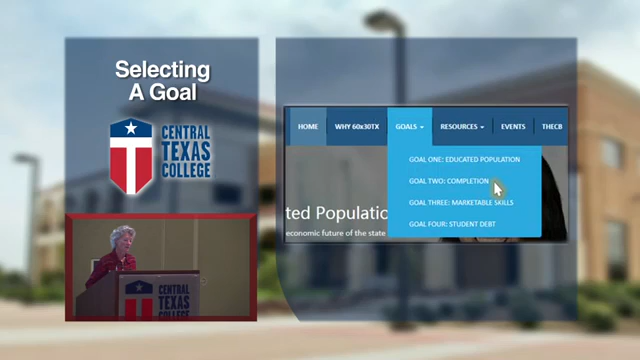 Selecting
A Goal
CENTRAL
TEXAS
COLLEGE
HOME WHY 60x30TX GOALS RESOURCES EVENTS THECB
GOAL ONE: EDUCATED POPULATION
GOAL TWO: COMPLETION
GOAL THREE: MARKETABLE SKILLS
GOAL FOUR: STUDENT DEBT
ted Populatio
economic future of the state
CENTRAL
TEXAS
COLLEGE